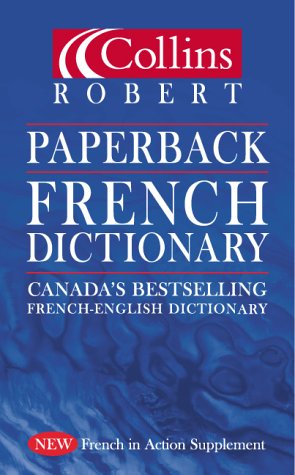 Collins
ROBERT
PAPERBACK
FRENCH
DICTIONARY
CANADA'S BESTSELLING
FRENCH-ENGLISH DICTIONARY
NEW French in Action Supplement